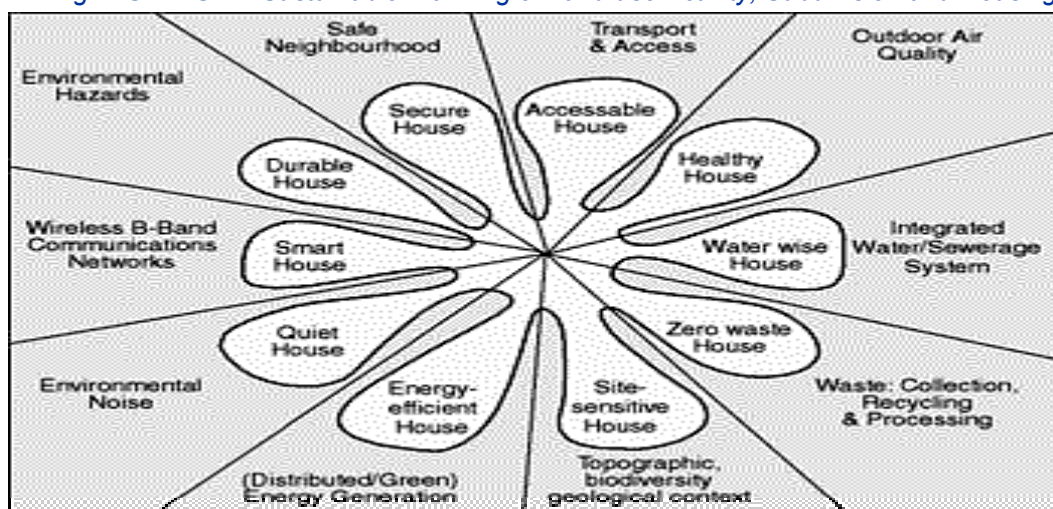 Safe
Neighbourhood
Transport
& Access
Outdoor Air
Quality
Environmental
Hazards
Secure
House
Accessable
House
Durable
House
Healthy
House
Wireless B-Band
Communications
Networks
Smart
House
Water wise
House
Integrated
Water/Sewerage
System
Quiet
House
Zero waste
House
Environmental
Noise
Energy-
efficient
House
Site-
sensitive
House
Waste: Collection,
Recycling
& Processing
(Distributed/Green)
Energy Generation
Topographic,
biodiversity
geological context